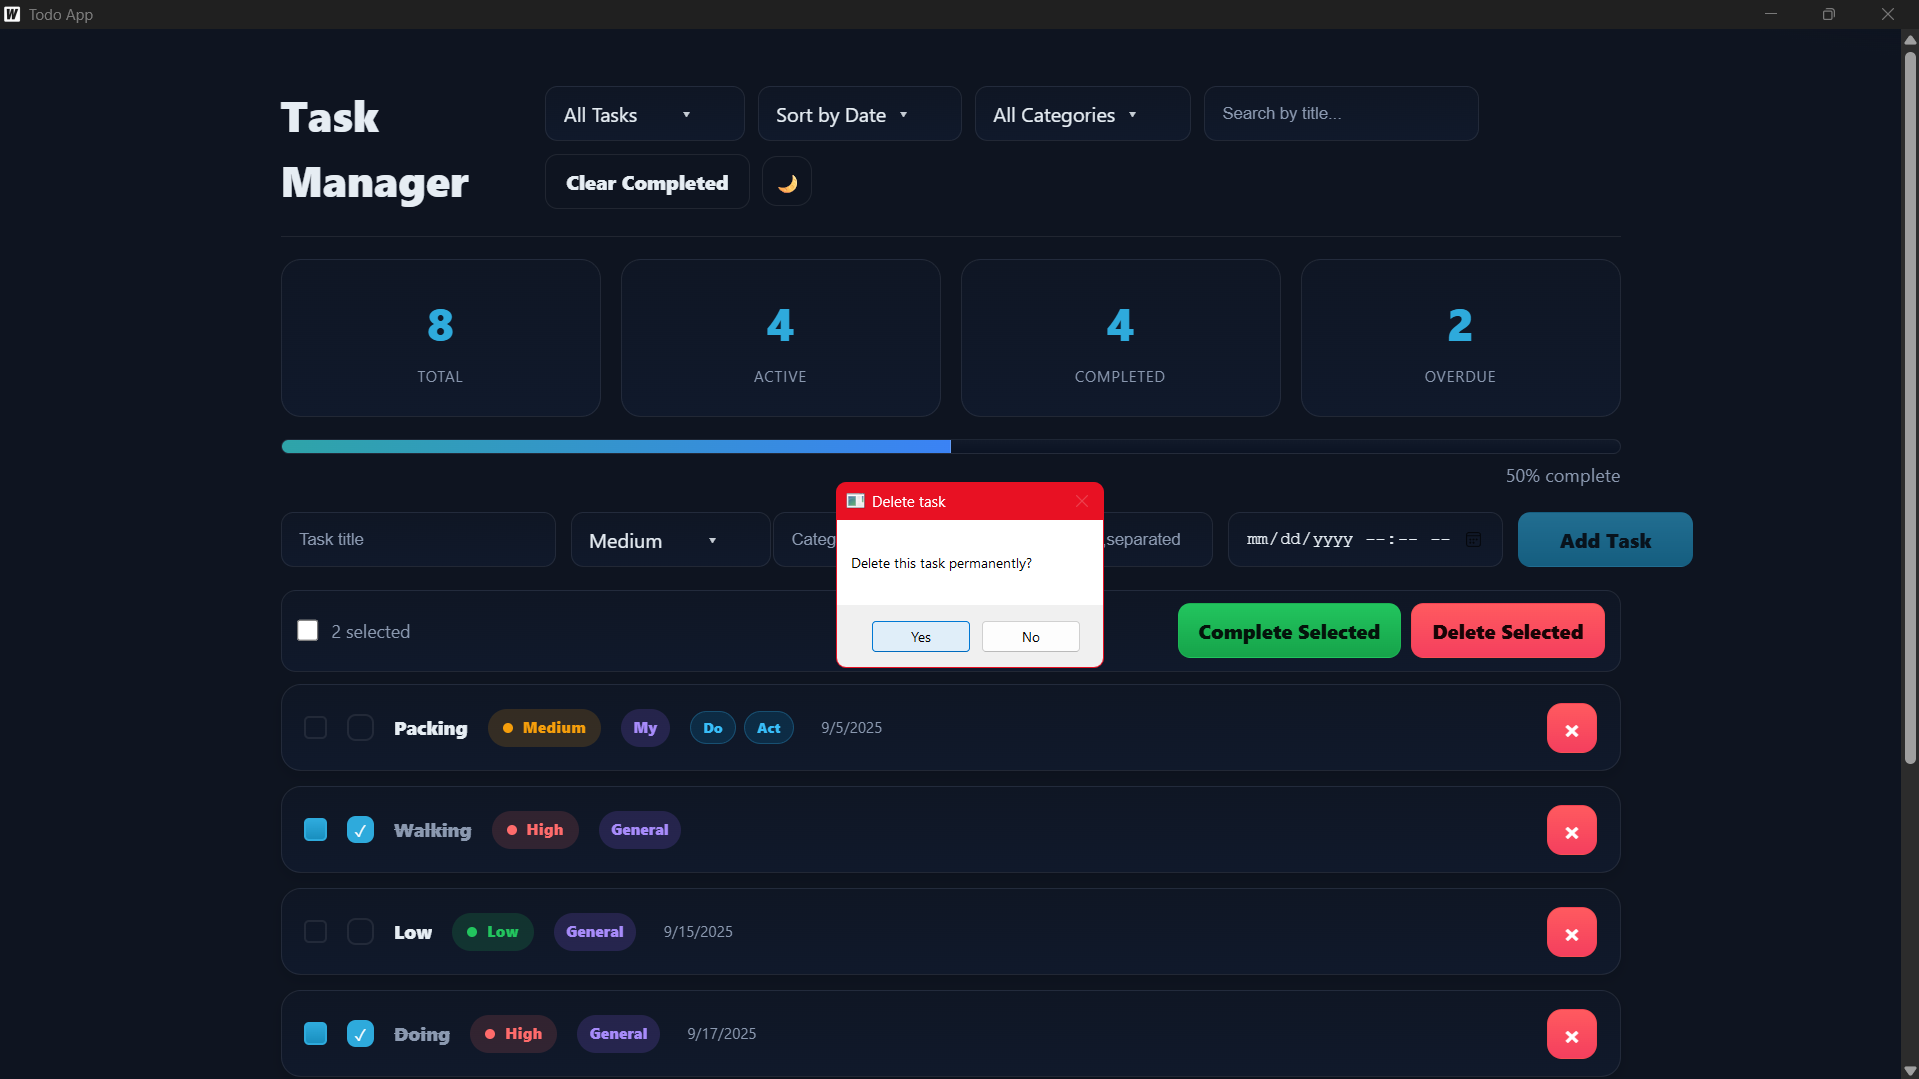 Todo App
Task
Manager
All Tasks
Sort by Date
All Categories
Search by title...
Clear Completed
8
TOTAL
4
ACTIVE
4
COMPLETED
2
OVERDUE
50% complete
Task title
Medium
Categ
,separated
mm/dd/yyyy --:-- --
Add Task
Delete task
Delete this task permanently?
Yes
No
2 selected
Complete Selected
Delete Selected
Packing Medium My Do Act 9/5/2025
Walking High General
Low Low General 9/15/2025
Doing High General 9/17/2025